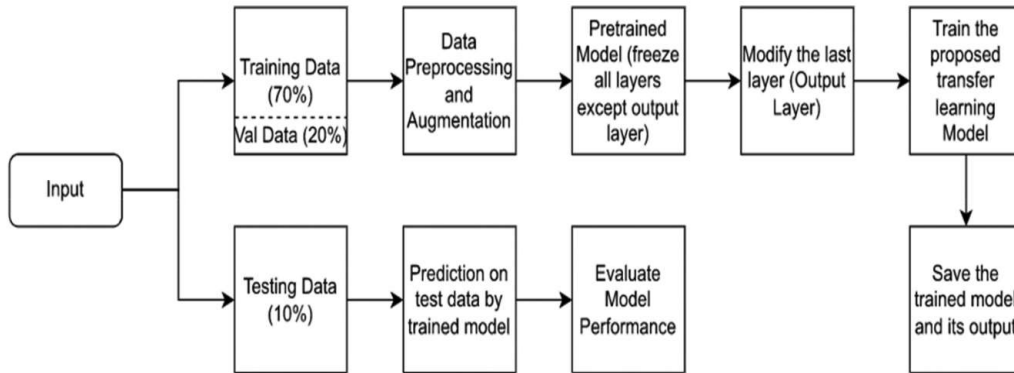 Input
Training Data
(70%)
Val Data (20%)
Data
Preprocessing
and
Augmentation
Pretrained
Model (freeze
all layers
except output
layer)
Modify the last
layer (Output
Layer)
Train the
proposed
transfer
learning
Model
Testing Data
(10%)
Prediction on
test data by
trained model
Evaluate
Model
Performance
Save the
trained model
and its output